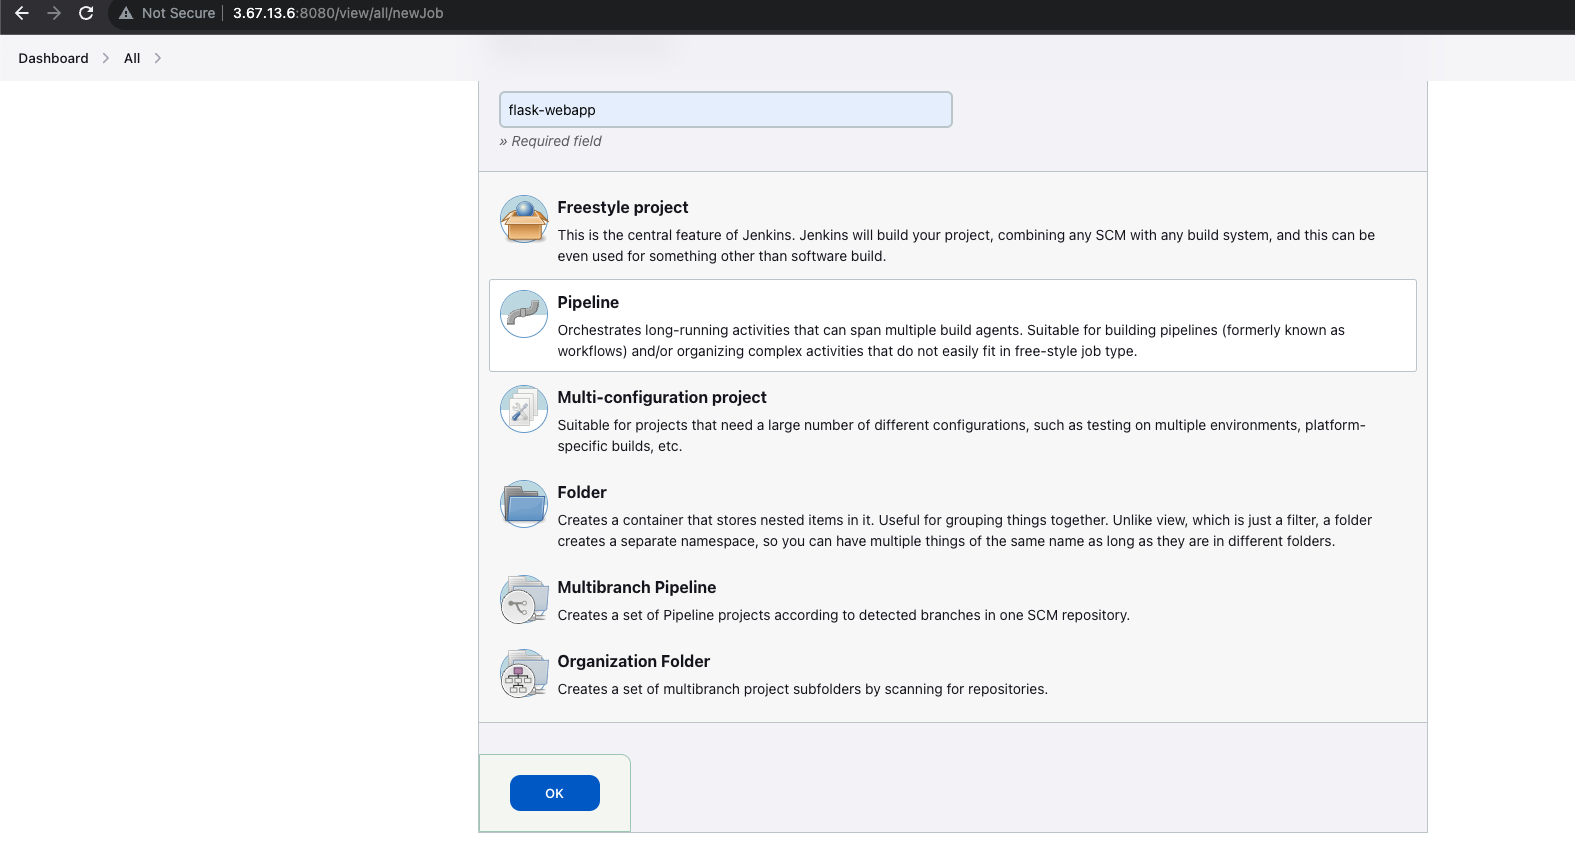 Not Secure 3.67.13.6:8080/view/all/newJob
Dashboard All
flask-webapp
» Required field
Freestyle project
This is the central feature of Jenkins. Jenkins will build your project, combining any SCM with any build system, and this can be
even used for something other than software build.
Pipeline
Orchestrates long-running activities that can span multiple build agents. Suitable for building pipelines (formerly known as
workflows) and/or organizing complex activities that do not easily fit in free-style job type.
Multi-configuration project
Suitable for projects that need a large number of different configurations, such as testing on multiple environments, platform-
specific builds, etc.
Folder
Creates a container that stores nested items in it. Useful for grouping things together. Unlike view, which is just a filter, a folder
creates a separate namespace, so you can have multiple things of the same name as long as they are in different folders.
Multibranch Pipeline
Creates a set of Pipeline projects according to detected branches in one SCM repository.
Organization Folder
Creates a set of multibranch project subfolders by scanning for repositories.
OK